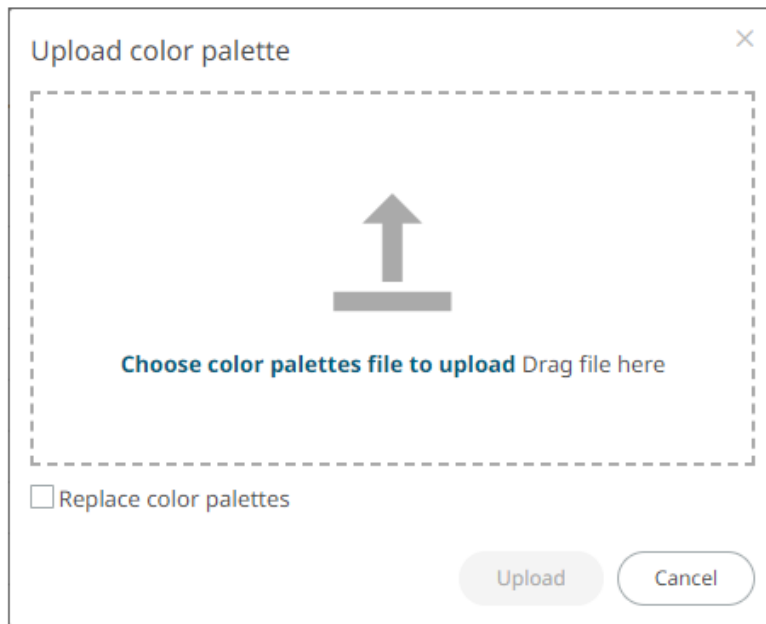 Upload color palette
Choose color palettes file to upload Drag file here
Replace color palettes
Upload Cancel